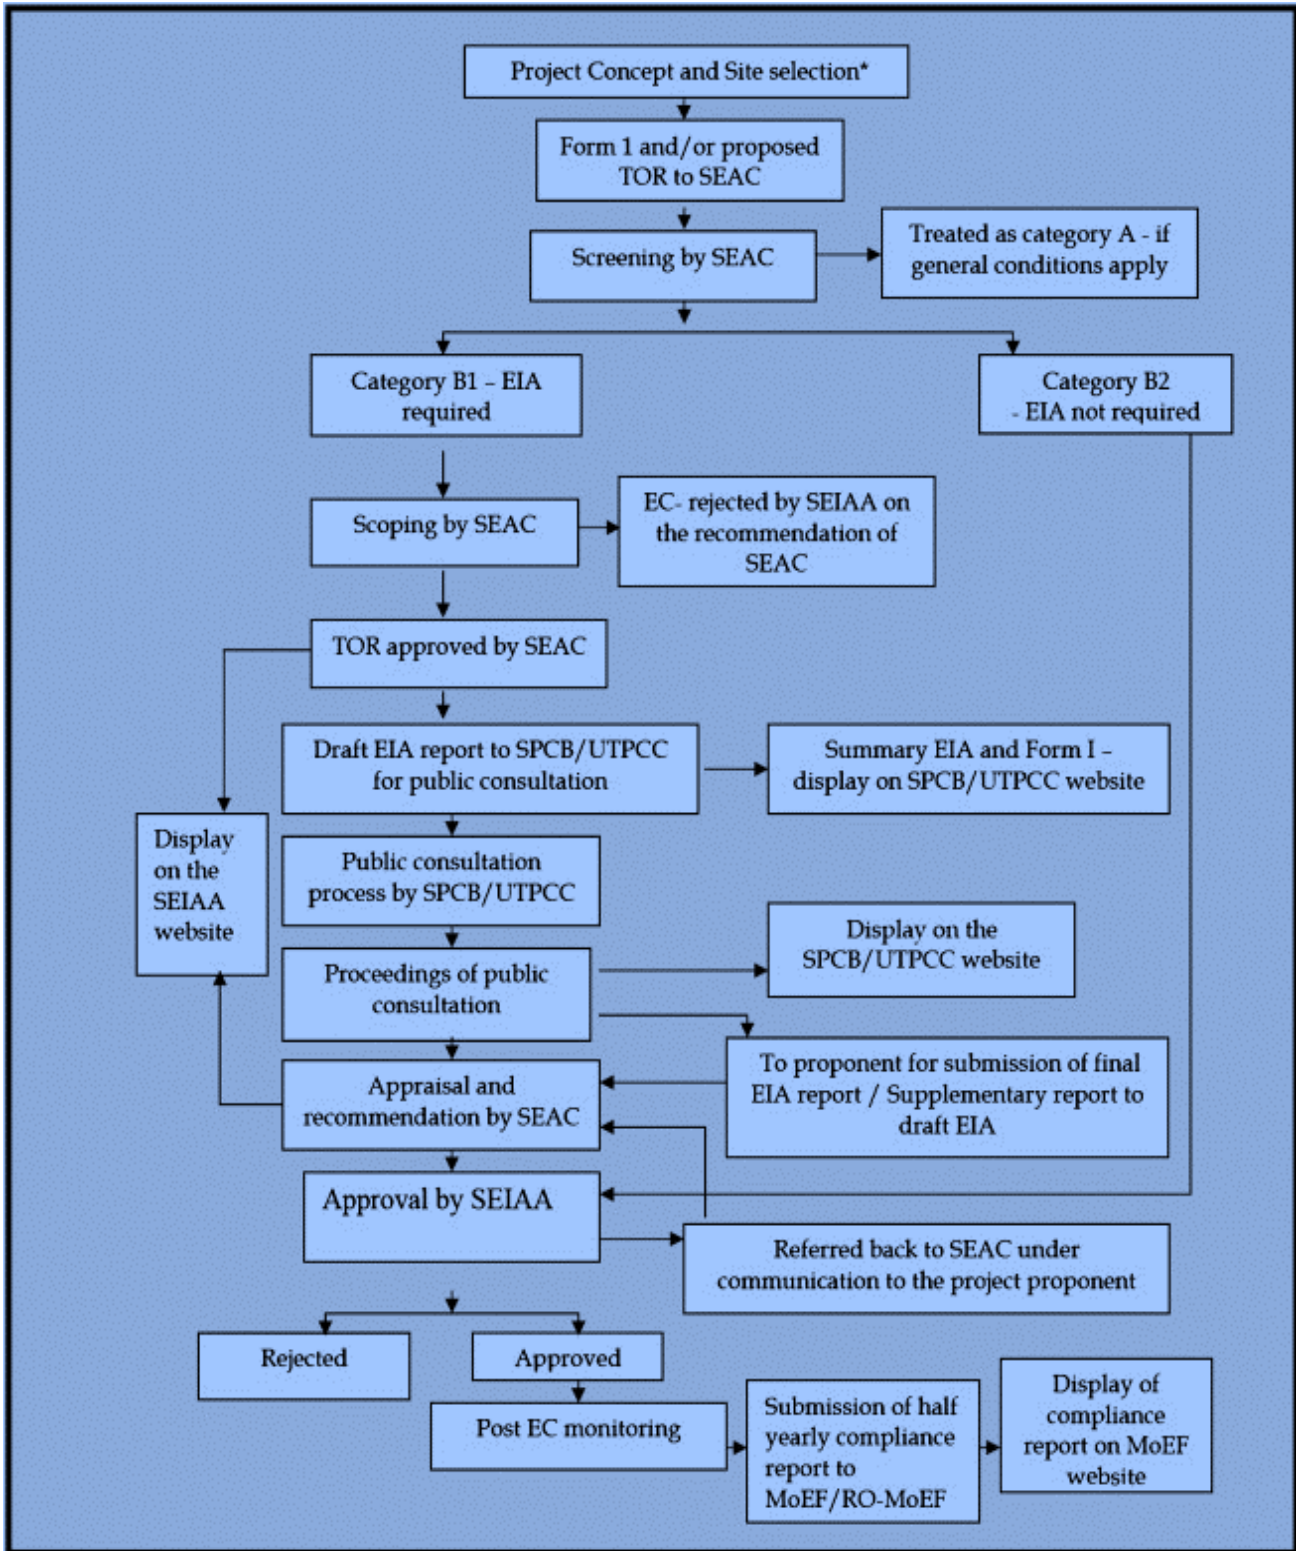 Project Concept and Site selection*
Form 1 and/or proposed
TOR to SEAC
Screening by SEAC
Treated as category A - if
general conditions apply
Category B1 – EIA
required
Category B2
- EIA not required
Scoping by SEAC
EC- rejected by SEIAA on
the recommendation of
SEAC
TOR approved by SEAC
Draft EIA report to SPCB/UTPCC
for public consultation
Summary EIA and Form I –
display on SPCB/UTPCC website
Display
on the
SEIAA
website
Public consultation
process by SPCB/UTPCC
Proceedings of public
consultation
Display on the
SPCB/UTPCC website
To proponent for submission of final
EIA report / Supplementary report to
draft EIA
Appraisal and
recommendation by SEAC
Approval by SEIAA
Referred back to SEAC under
communication to the project proponent
Rejected
Approved
Post EC monitoring
Submission of half
yearly compliance
report to
MoEF/RO-MoEF
Display of
compliance
report on MoEF
website